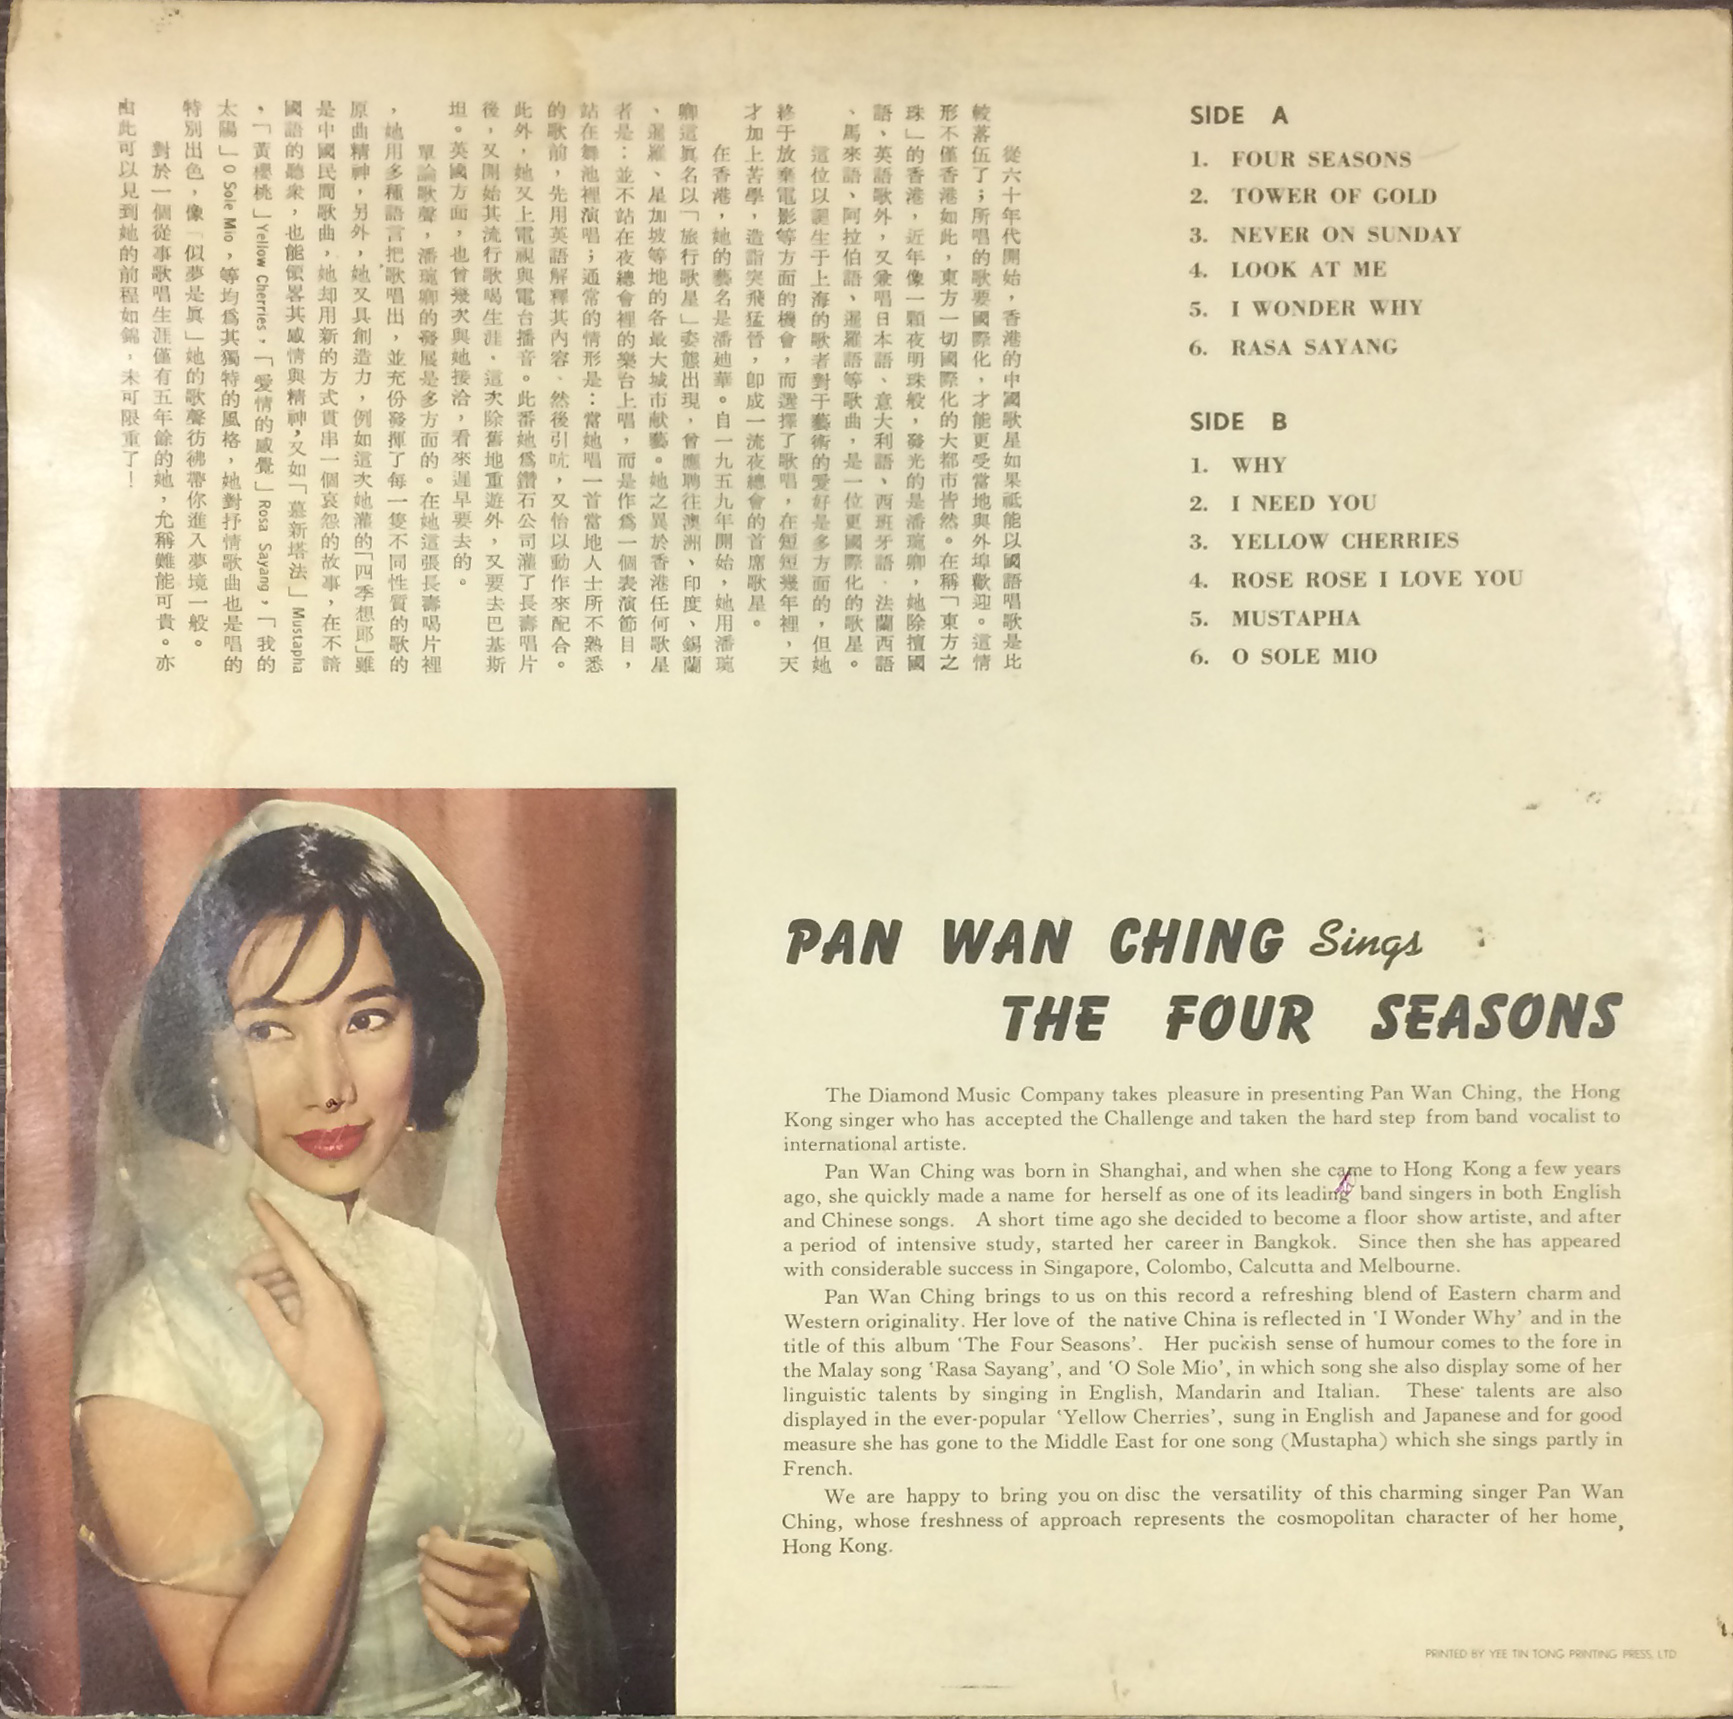 從六十年代開始，香港的中國歌星如果祗能以國語唱歌是比
較落伍了；所唱的歌要國際化，才能更受當地與外埠歡迎。這情
形不僅香港如此，東方一切國際化的大都市皆然。在稱「東方之
珠」的香港，近年像一顆夜明珠般，發光的是潘琬卿，她除擅國
語、英語歌外，又兼唱日本語、意大利語、西班牙語、法蘭西語
、馬來語、阿拉伯語、暹羅語等歌曲，是一位更國際化的歌星。
這位以誕生于上海的歌者對于藝術的愛好是多方面的，但她
終于放棄電影等方面的機會，而選擇了歌唱，在短短幾年裡，天
才加上苦學，造詣突飛猛晉，卽成一流夜總會的首席歌星。
在香港，她的藝名是潘廸華。自一九五九年開始，她用潘琬
卿這眞名以「旅行歌星」姿態出現，曾應聘往澳洲、印度、錫蘭
、暹羅、星加坡等地的各最大城市献藝。她之異於香港任何歌星
者是：並不站在夜總會裡的樂台上唱，而是作爲一個表演節目，
站在舞池裡演唱；通常的情形是：當她唱一首當地人士所不熟悉
的歌前，先用英語解釋其內容、然後引吭，又怡以動作來配合。
此外，她又上電視與電台播音。此番她爲鑽石公司灌了長壽唱片
後，又開始其流行歌喝生涯．這次除舊地重遊外，又要去巴基斯
坦。英國方面，也曾幾次與她接洽，看來遲早要去的。
單論歌聲，潘琬卿的發展是多方面的。在她這張長壽喝片裡
，她用多種語言把歌唱出，並充份發揮了每一隻不同性質的歌的
原曲精神，另外，她又具創造力，例如這次她灌的「四季想郎」雖
是中國民間歌曲，她却用新的方式貫串一個哀怨的故事，在不諳
國語的聽衆，也能領畧其感情與精神，又如「慕新塔法」Mustapha
，「黃櫻桃」Yellow Cherries，「愛情的感覺」Rosa Sayang，「我的
太陽」O Sole Mio，等均爲其獨特的風格，她對抒情歌曲也是唱的
特別出色，像「似夢是眞」她的歌聲彷彿帶你進入夢境一般。
對於一個從事歌唱生涯僅有五年餘的她，允稱難能可貴。亦
由此可以見到她的前程如錦，未可限重了！
SIDE A
1. FOUR SEASONS
2. TOWER OF GOLD
3. NEVER ON SUNDAY
4. LOOK AT ME
5. I WONDER WHY
6. RASA SAYANG
SIDE B
1. WHY
2. I NEED YOU
3. YELLOW CHERRIES
4. ROSE ROSE I LOVE YOU
5. MUSTAPHA
6. O SOLE MIO
PAN WAN CHING Sings
THE FOUR SEASONS
The Diamond Music Company takes pleasure in presenting Pan Wan Ching, the Hong
Kong singer who has accepted the Challenge and taken the hard step from band vocalist to
international artiste.
Pan Wan Ching was born in Shanghai, and when she came to Hong Kong a few years
ago, she quickly made a name for herself as one of its leading band singers in both English
and Chinese songs. A short time ago she decided to become a floor show artiste, and after
a period of intensive study, started her career in Bangkok. Since then she has appeared
with considerable success in Singapore, Colombo, Calcutta and Melbourne.
Pan Wan Ching brings to us on this record a refreshing blend of Eastern charm and
Western originality. Her love of the native China is reflected in 'I Wonder Why' and in the
title of this album 'The Four Seasons'. Her puckish sense of humour comes to the fore in
the Malay song 'Rasa Sayang', and 'O Sole Mio', in which song she also display some of her
linguistic talents by singing in English, Mandarin and Italian. These talents are also
displayed in the ever-popular 'Yellow Cherries', sung in English and Japanese and for good
measure she has gone to the Middle East for one song (Mustapha) which she sings partly in
French.
We are happy to bring you on disc the versatility of this charming singer Pan Wan
Ching, whose freshness of approach represents the cosmopolitan character of her home,
Hong Kong.
PRINTED BY YEE TIN TONG PRINTING PRESS, LTD